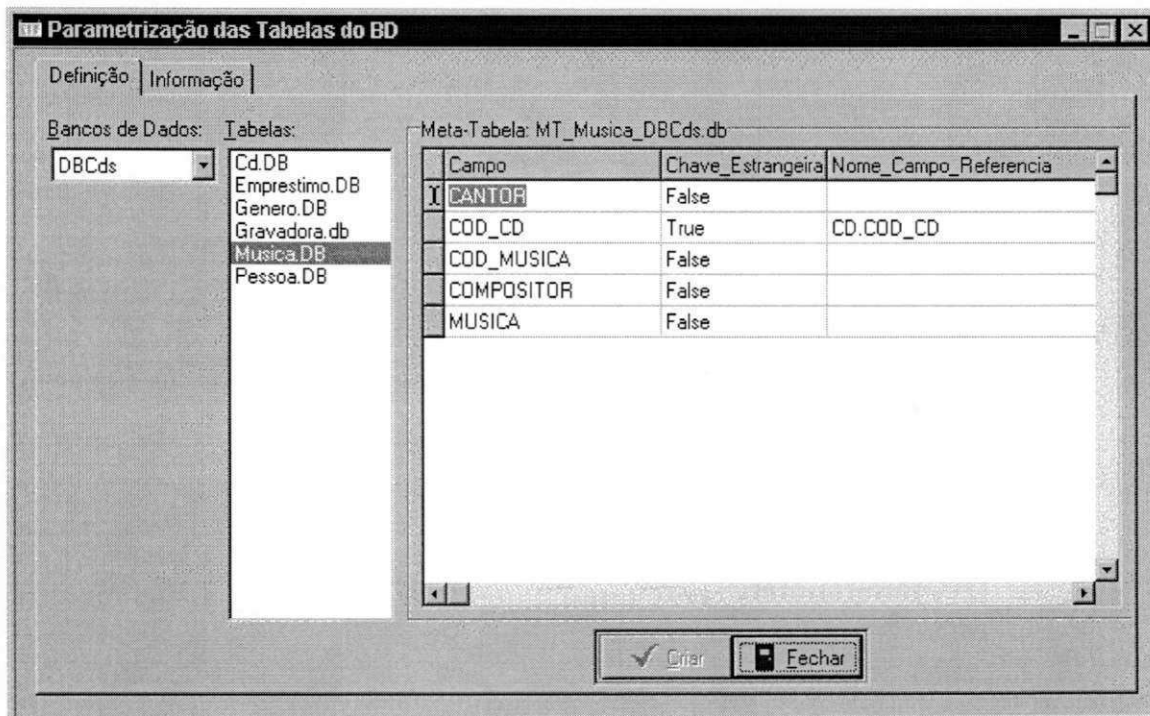 Parametrização das Tabelas do BD
Definição Informação
Bancos de Dados: Tabelas: Meta-Tabela: MT_Musica_DBCds.db
DBCds
Cd.DB
Emprestimo.DB
Genero.DB
Gravadora.db
Musica.DB
Pessoa.DB
Campo Chave_Estrangeira Nome_Campo_Referencia
CANTOR False
COD_CD True CD.COD_CD
COD_MUSICA False
COMPOSITOR False
MUSICA False
Criar Fechar